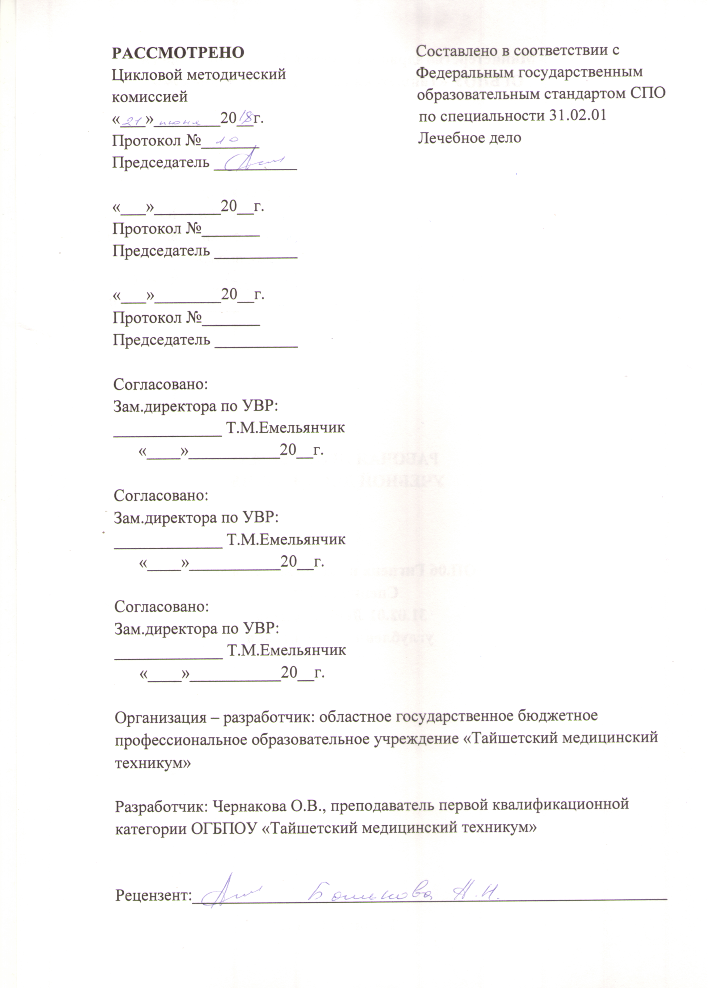 РАССМОТРЕНО
Цикловой методический
комиссией
«21» июня 2018г.
Протокол № 10
Председатель __________
«___»________20__г.
Протокол №_______
Председатель __________
«___»________20__г.
Протокол №_______
Председатель __________
Составлено в соответствии с
Федеральным государственным
образовательным стандартом СПО
по специальности 31.02.01
Лечебное дело
Согласовано:
Зам.директора по УВР:
_____________ Т.М.Емельянчик
«____»___________20__г.
Согласовано:
Зам.директора по УВР:
_____________ Т.М.Емельянчик
«____»___________20__г.
Согласовано:
Зам.директора по УВР:
_____________ Т.М.Емельянчик
«____»___________20__г.
Организация – разработчик: областное государственное бюджетное
профессиональное образовательное учреждение «Тайшетский медицинский
техникум»
Разработчик: Чернакова О.В., преподаватель первой квалификационной
категории ОГБПОУ «Тайшетский медицинский техникум»
Рецензент: А.Н.